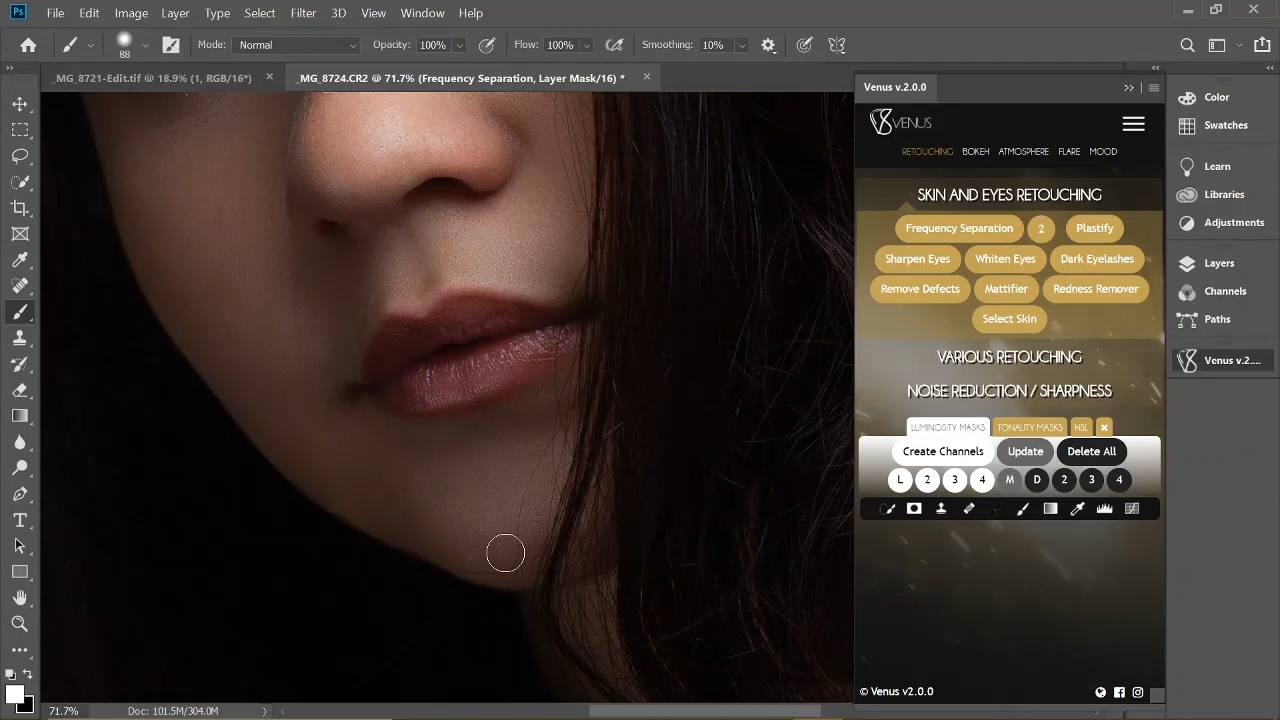 Ps File Edit Image Layer Type Select Filter 3D View Window Help
88 Mode: Normal Opacity: 100% Flow: 100% Smoothing: 10%
_MG_8721-Edit.tif @ 18.9% (1, RGB/16*) × _MG_8724.CR2 @ 71.7% (Frequency Separation, Layer Mask/16) * ×
Venus v.2.0.0
VENUS
RETOUCHING BOKEH ATMOSPHERE FLARE MOOD
SKIN AND EYES RETOUCHING
Frequency Separation 2 Plastify
Sharpen Eyes Whiten Eyes Dark Eyelashes
Remove Defects Mattifier Redness Remover
Select Skin
VARIOUS RETOUCHING
NOISE REDUCTION / SHARPNESS
LUMINOSITY MASKS TONALITY MASKS HSL
Create Channels Update Delete All
L 2 3 4 M D 2 3 4
© Venus v2.0.0
Color
Swatches
Learn
Libraries
Adjustments
Layers
Channels
Paths
Venus v.2....
71.7% Doc: 101.5M/304.0M